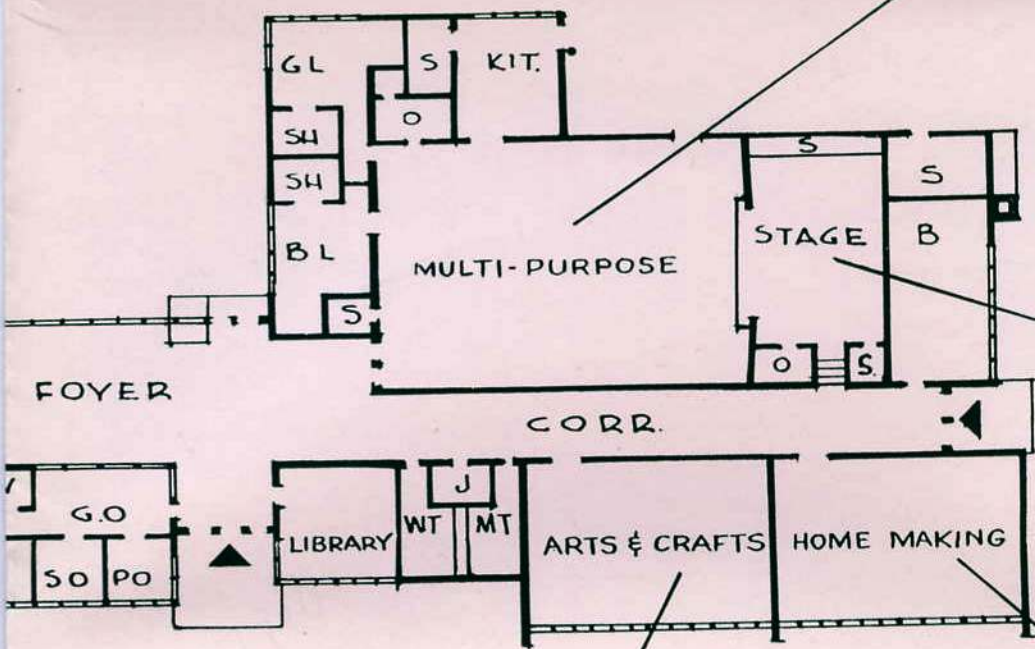 GL
S
KIT.
O
SH
SH
S
S
BL
STAGE
B
MULTI-PURPOSE
S
O
S.
FOYER
CORR.
G.O
J
WT
MT
LIBRARY
ARTS & CRAFTS
HOME MAKING
SO
PO